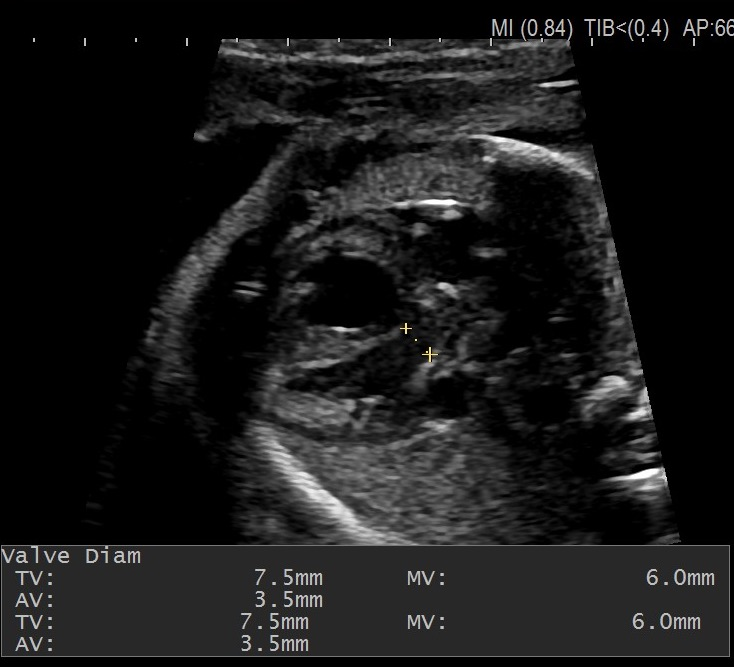 MI (0.84) TIB<(0.4) AP:66
Valve Diam
TV: 7.5mm MV: 6.0mm
AV: 3.5mm
TV: 7.5mm MV: 6.0mm
AV: 3.5mm